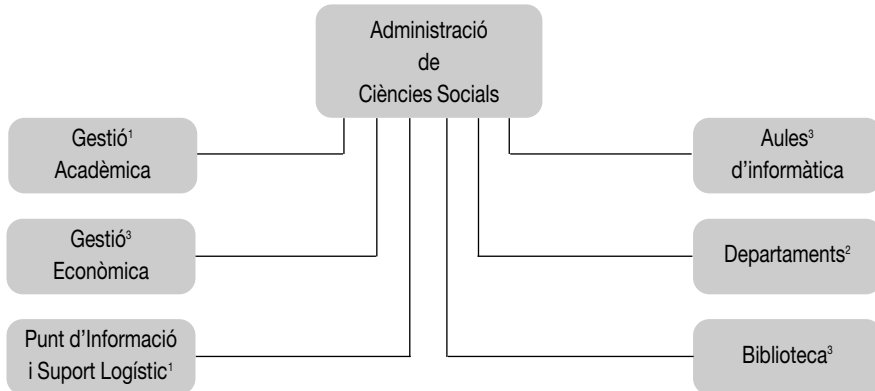 Administració
de
Ciències Socials
Gestió¹
Acadèmica
Aules³
d'informàtica
Gestió³
Econòmica
Departaments²
Punt d'Informació
i Suport Logístic¹
Biblioteca³